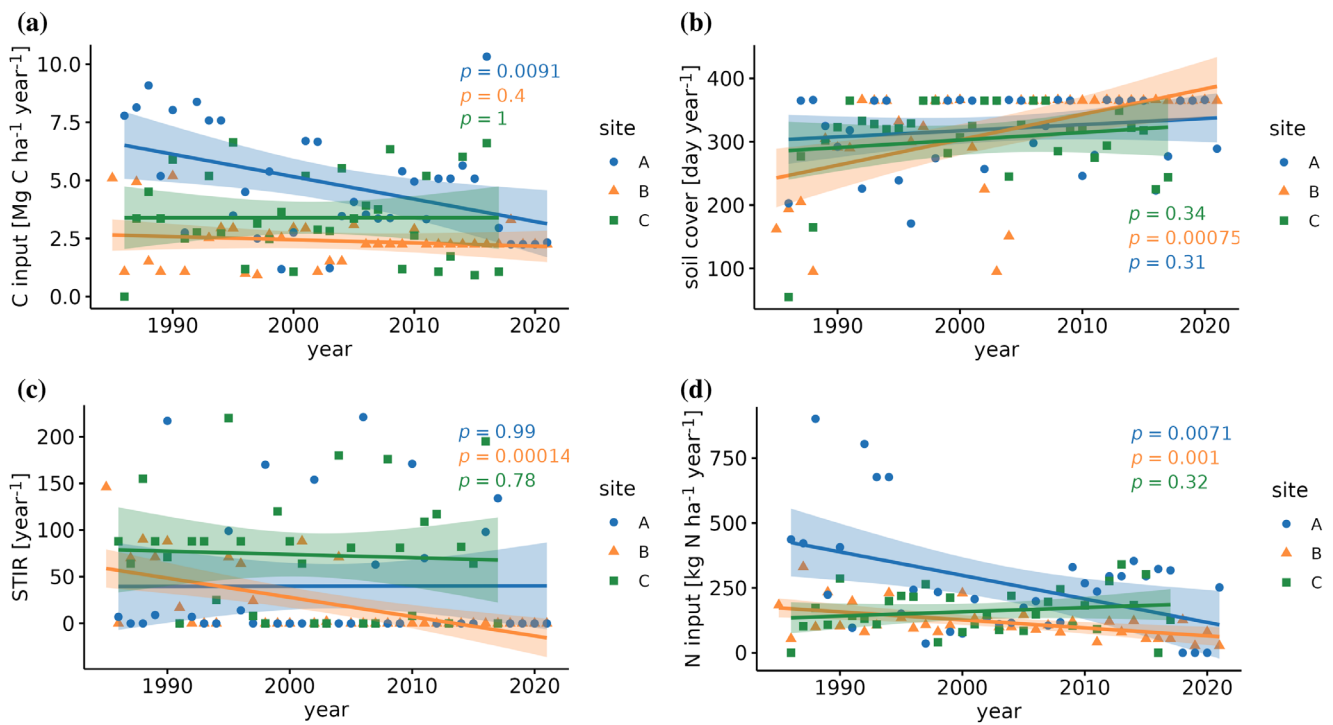 (a)
C input [Mg C ha⁻¹ year⁻¹]
10.0
7.5
5.0
2.5
0.0
1990
2000
2010
2020
year
p = 0.0091
p = 0.4
p = 1
site
A
B
C
(b)
soil cover [day year⁻¹]
400
300
200
100
1990
2000
2010
2020
year
p = 0.34
p = 0.00075
p = 0.31
site
A
B
C
(c)
STIR [year⁻¹]
200
150
100
50
0
1990
2000
2010
2020
year
p = 0.99
p = 0.00014
p = 0.78
site
A
B
C
(d)
N input [kg N ha⁻¹ year⁻¹]
750
500
250
0
1990
2000
2010
2020
year
p = 0.0071
p = 0.001
p = 0.32
site
A
B
C